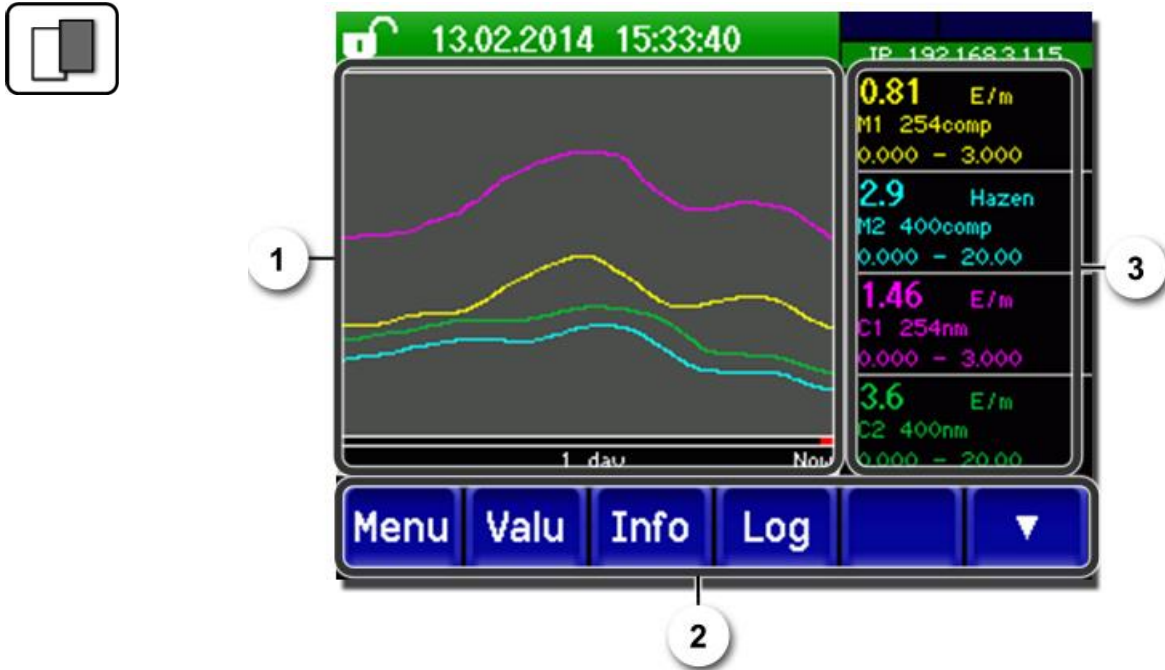 13.02.2014 15:33:40
IP 192.168.3.115
0.81 E/m
M1 254comp
0.000 - 3.000
2.9 Hazen
M2 400comp
0.000 - 20.00
1.46 E/m
C1 254nm
0.000 - 3.000
3.6 E/m
C2 400nm
0.000 - 20.00
1 day Now
1
3
Menu Valu Info Log ▼
2